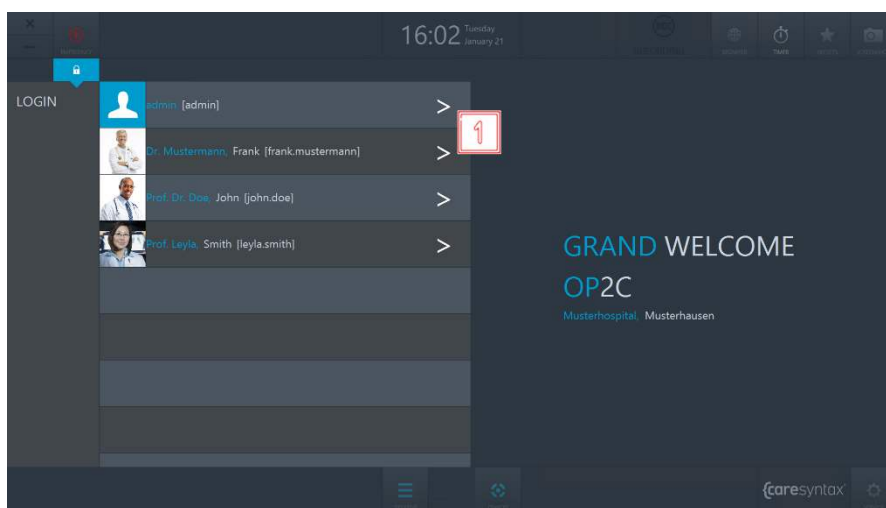 16:02 Tuesday
January 21
TIMER
LOGIN
admin [admin]
1
Dr. Mustermann, Frank [frank.mustermann]
Prof. Dr. Doe, John [john.doe]
Prof. Leyla, Smith [leyla.smith]
GRAND WELCOME
OP2C
Musterhospital, Musterhausen
{caresyntax